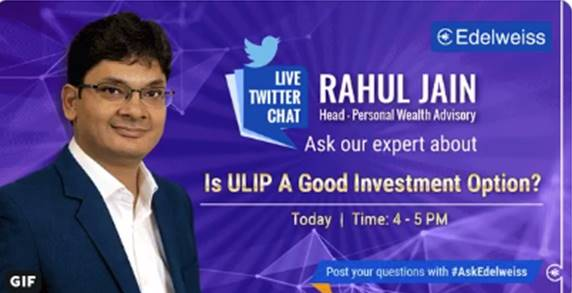 Edelweiss
LIVE
TWITTER
CHAT
RAHUL JAIN
Head - Personal Wealth Advisory
Ask our expert about
Is ULIP A Good Investment Option?
Today | Time: 4 - 5 PM
Post your questions with #AskEdelweiss
GIF